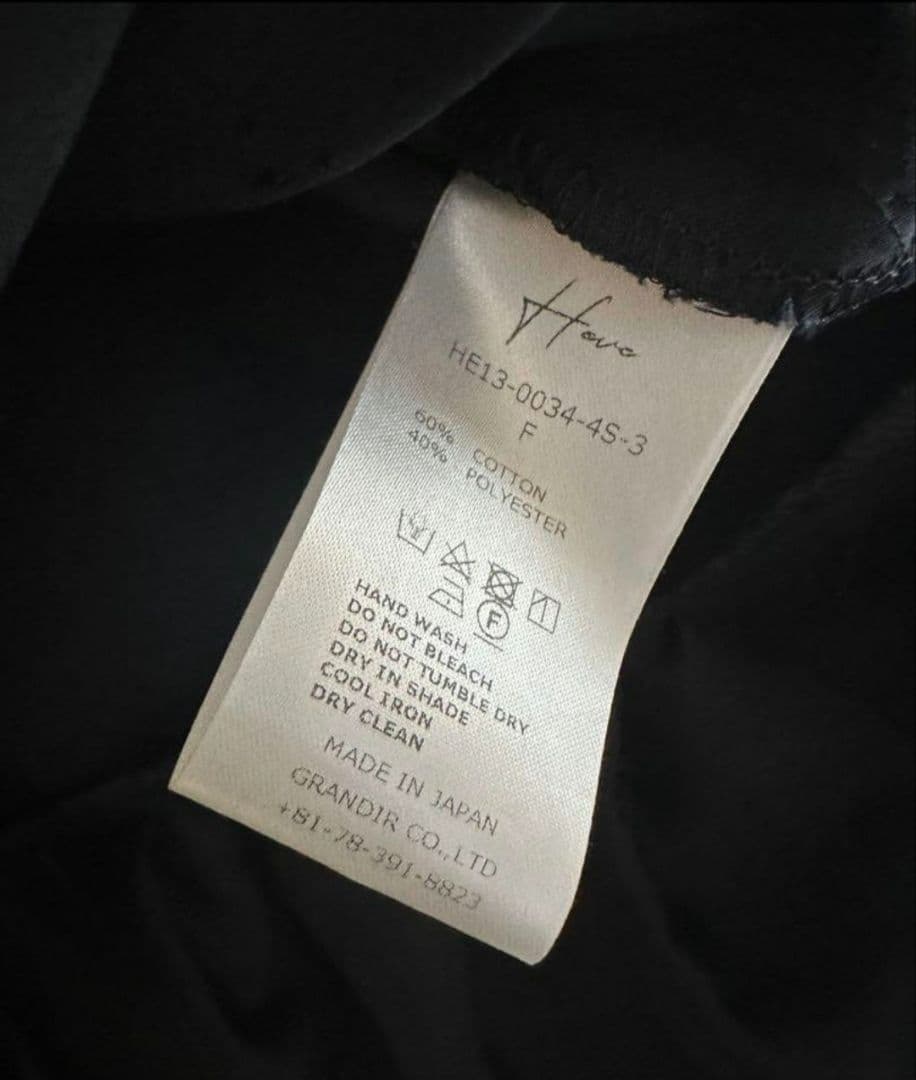 Hevo
HE13-0034-4S-3
F
60% COTTON
40% POLYESTER
F
HAND WASH
DO NOT BLEACH
DO NOT TUMBLE DRY
DRY IN SHADE
COOL IRON
DRY CLEAN
MADE IN JAPAN
GRANDIR CO.,LTD
+81-78-391-8823